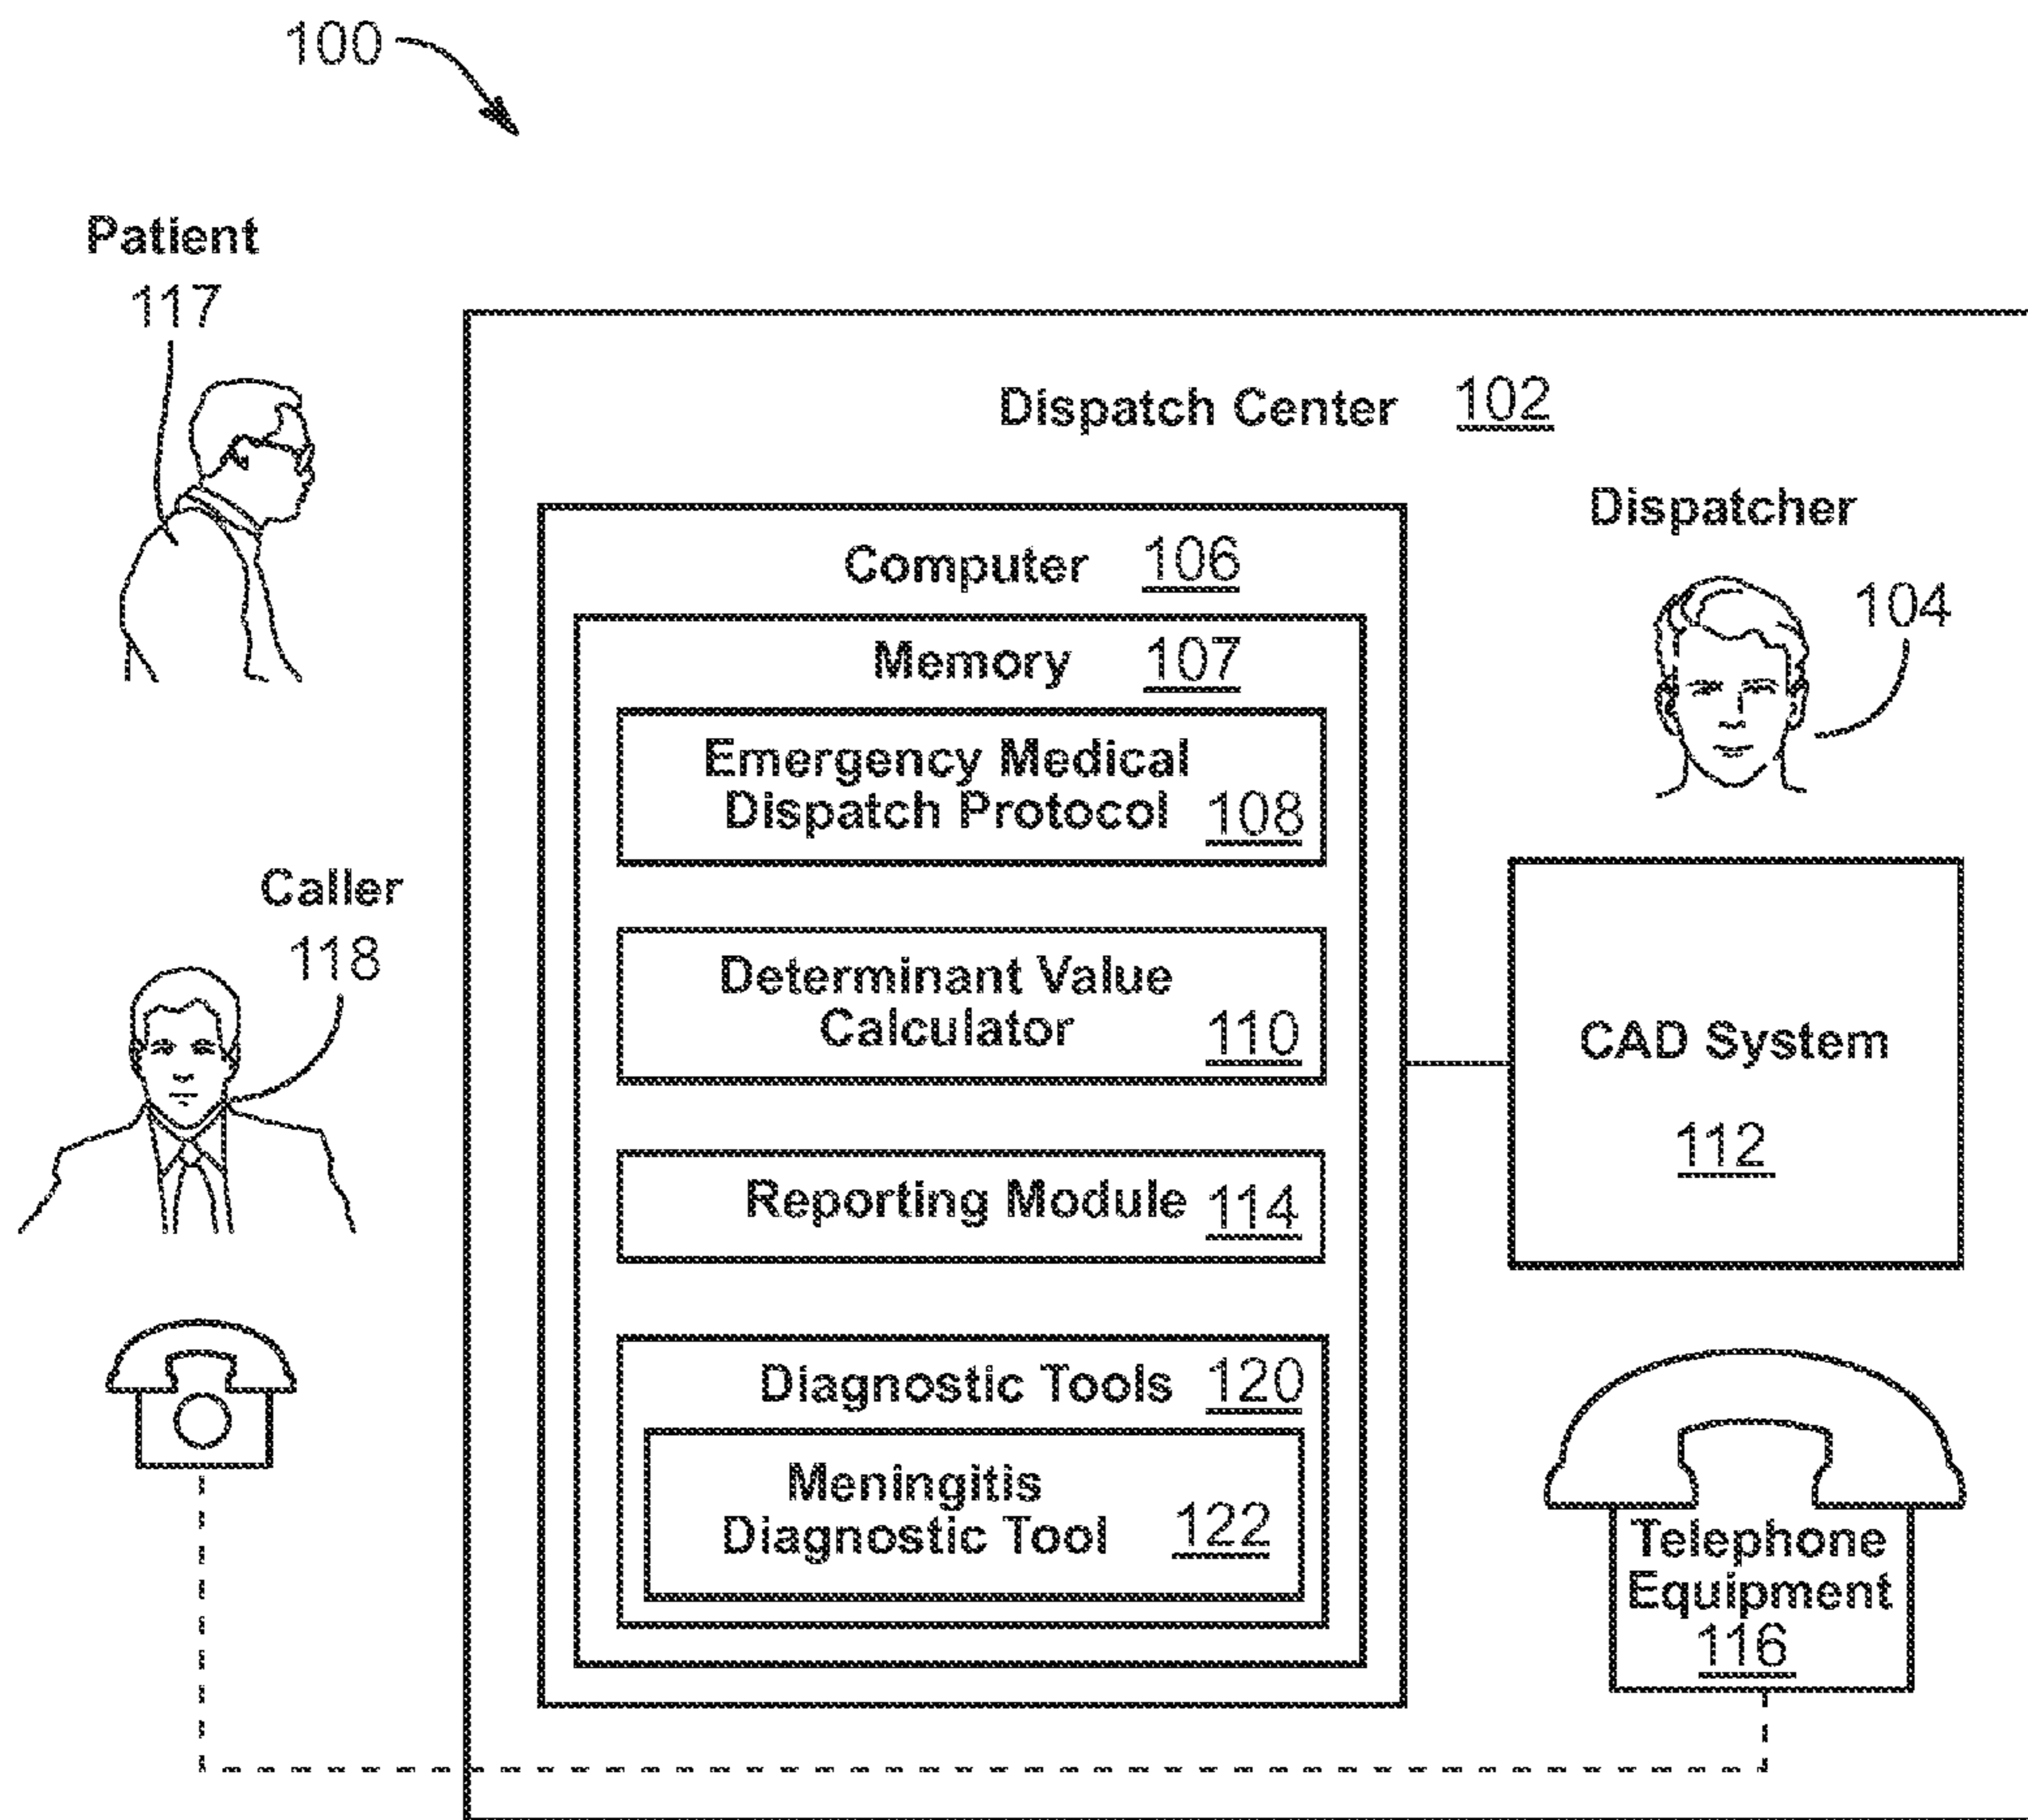 100
Patient
117
Dispatch Center 102
Dispatcher
104
Computer 106
Memory 107
Emergency Medical
Dispatch Protocol 108
Caller
118
Determinant Value
Calculator 110
CAD System
112
Reporting Module 114
Diagnostic Tools 120
Meningitis
Diagnostic Tool 122
Telephone
Equipment
116